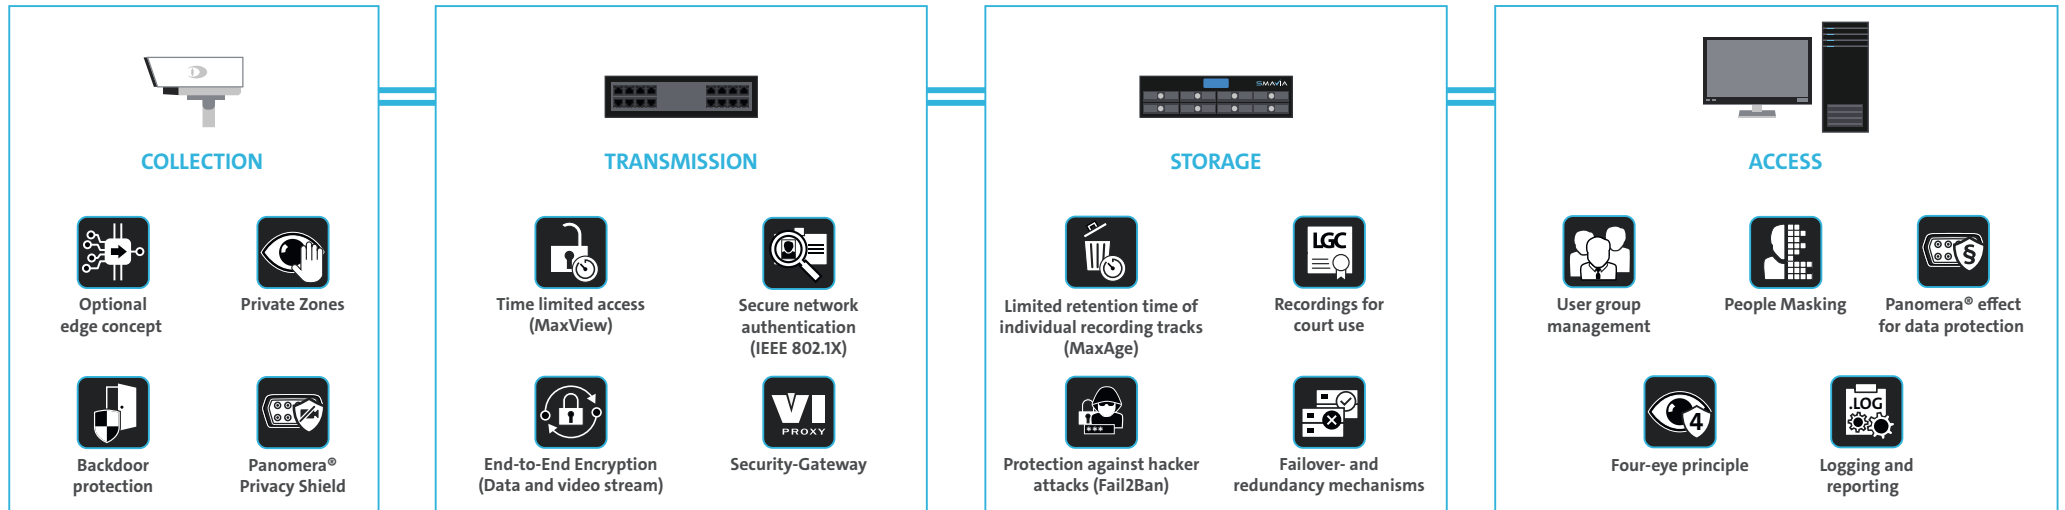 COLLECTION
Optional
edge concept
Private Zones
Backdoor
protection
Panomera®
Privacy Shield
TRANSMISSION
Time limited access
(MaxView)
Secure network
authentication
(IEEE 802.1X)
End-to-End Encryption
(Data and video stream)
VI
PROXY
Security-Gateway
SMAVIA
STORAGE
Limited retention time of
individual recording tracks
(MaxAge)
LGC
Recordings for
court use
***
Protection against hacker
attacks (Fail2Ban)
Failover- and
redundancy mechanisms
ACCESS
User group
management
People Masking
§
Panomera® effect
for data protection
4
Four-eye principle
.LOG
Logging and
reporting